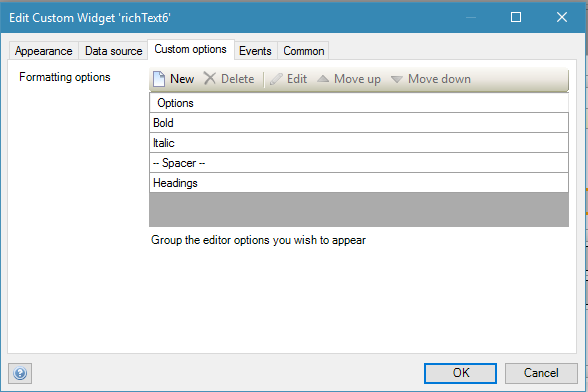 Edit Custom Widget 'richText6'
Appearance Data source Custom options Events Common
Formatting options New Delete Edit Move up Move down
Options
Bold
Italic
-- Spacer --
Headings
Group the editor options you wish to appear
OK Cancel